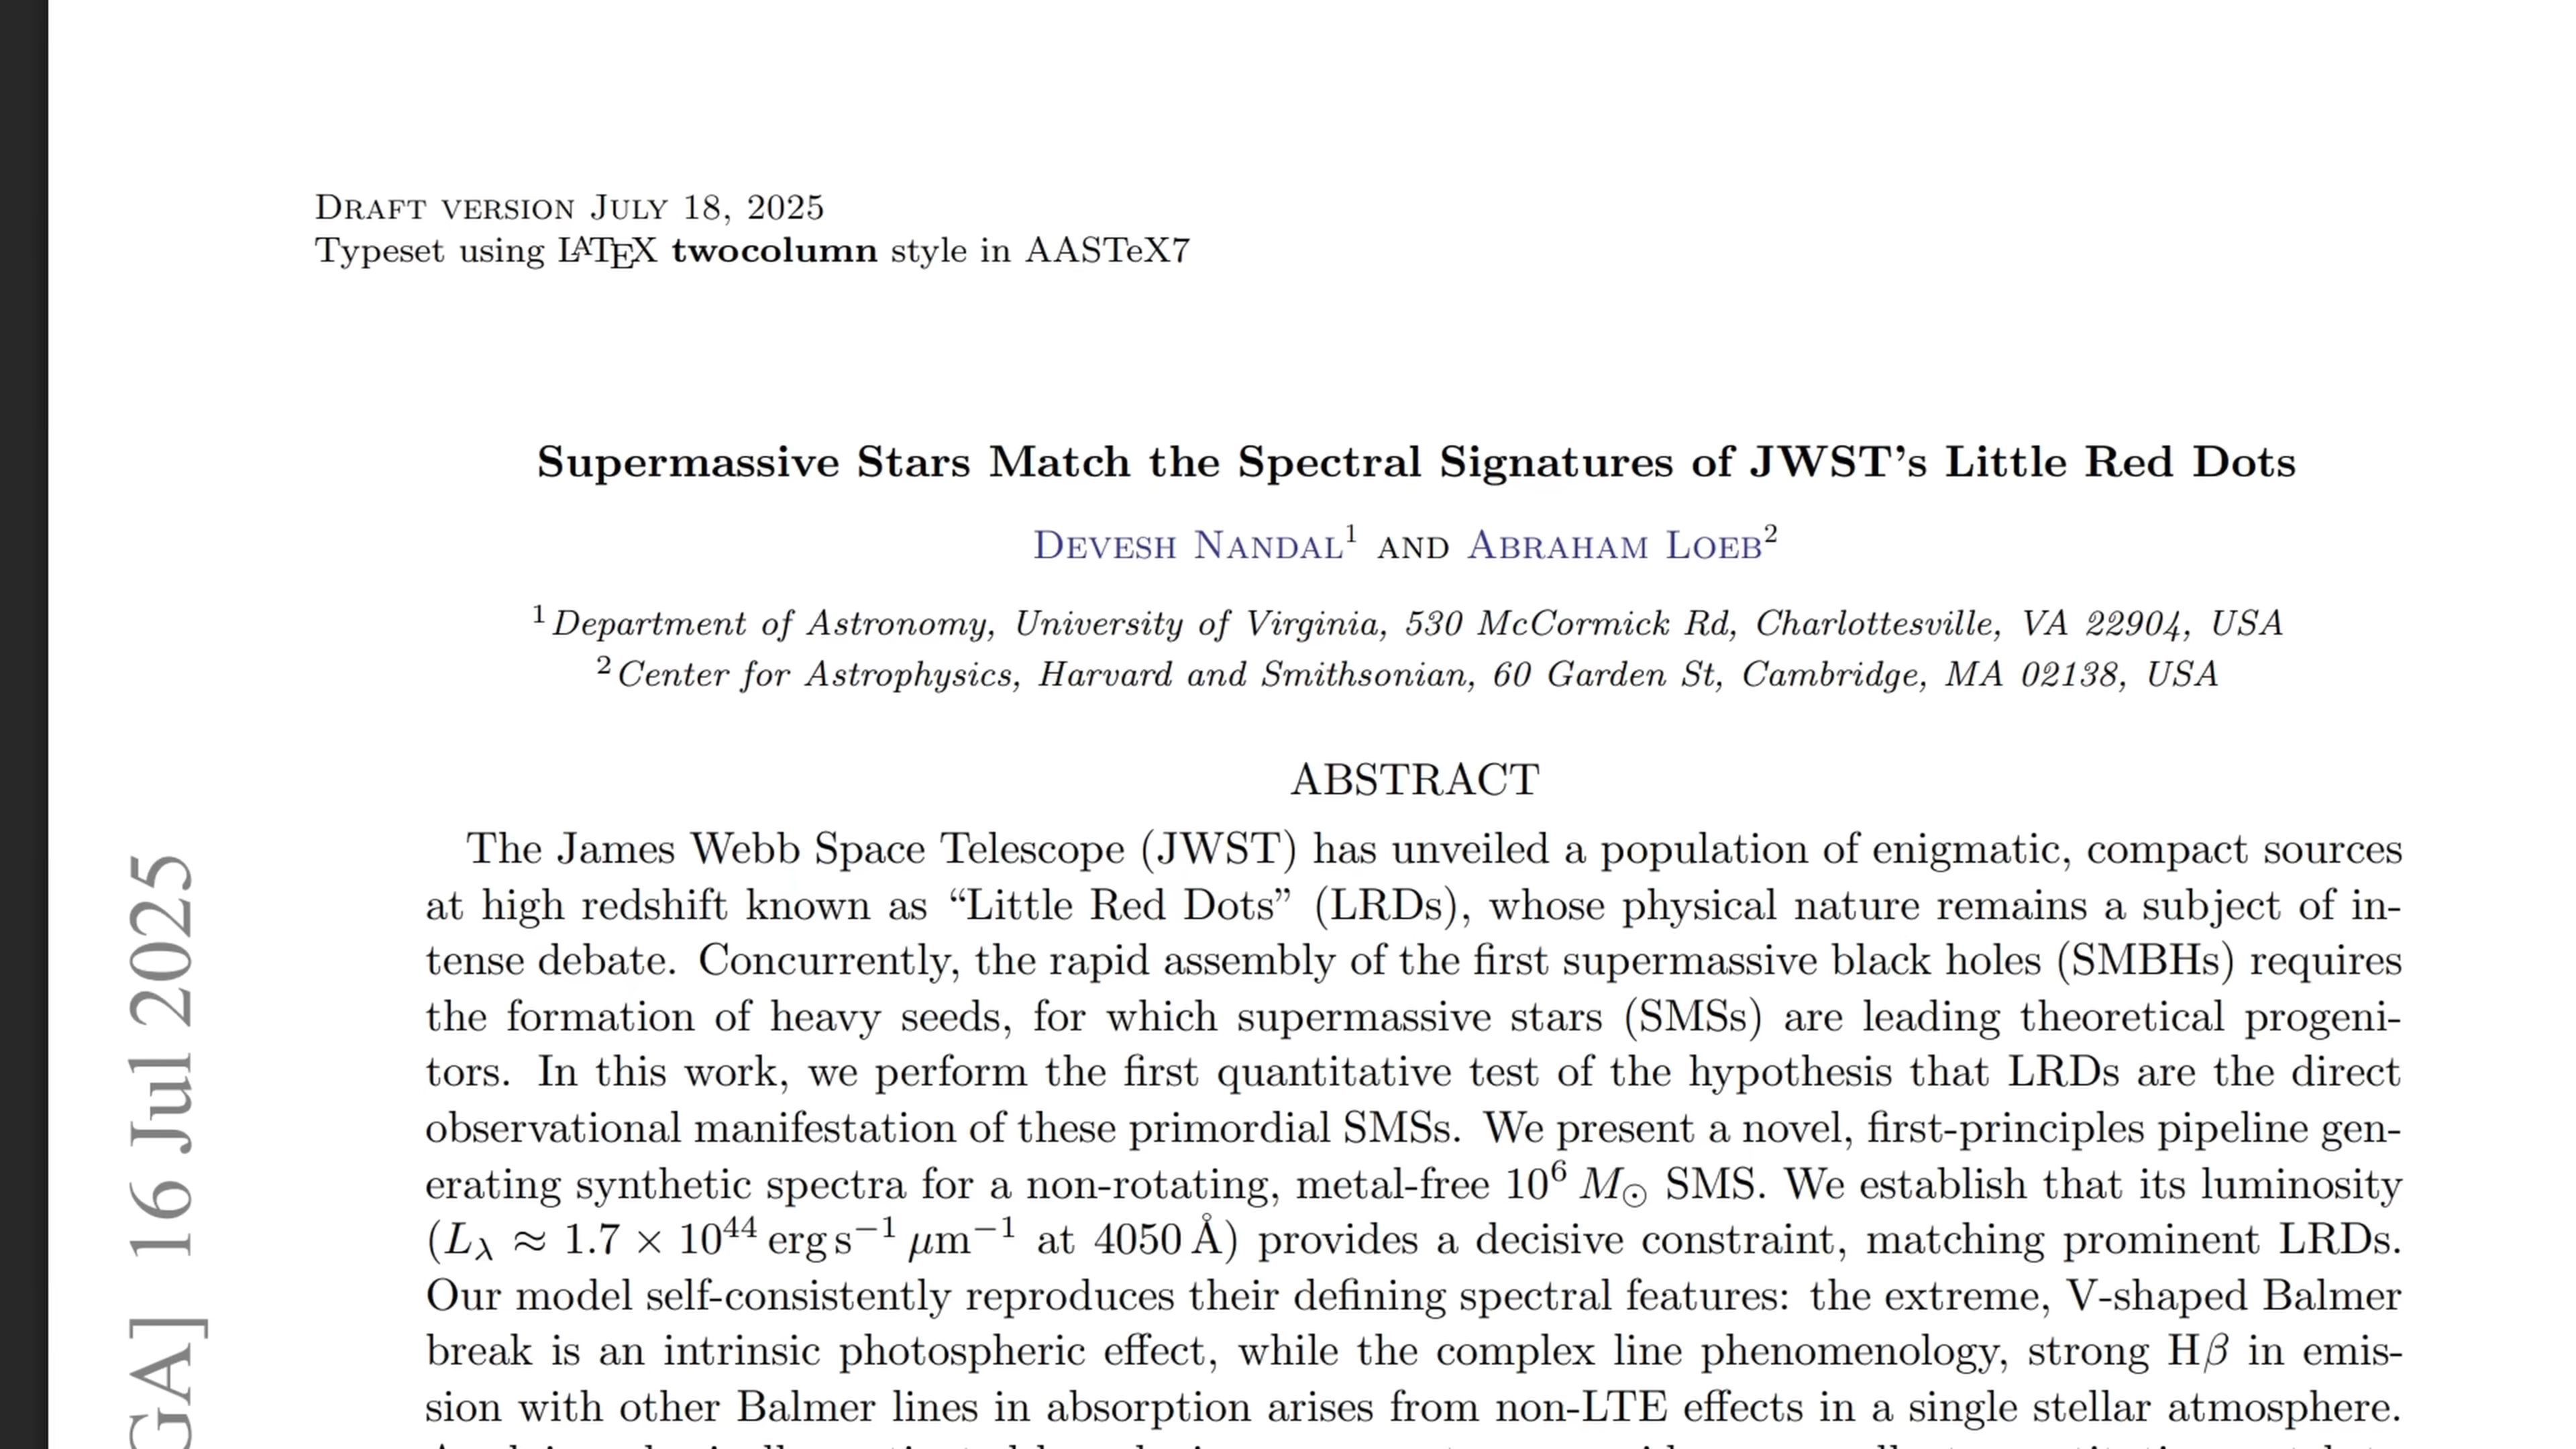 DRAFT VERSION JULY 18, 2025
Typeset using LATEX twocolumn style in AASTeX7
Supermassive Stars Match the Spectral Signatures of JWST's Little Red Dots
DEVESH NANDAL¹ AND ABRAHAM LOEB²
¹Department of Astronomy, University of Virginia, 530 McCormick Rd, Charlottesville, VA 22904, USA
²Center for Astrophysics, Harvard and Smithsonian, 60 Garden St, Cambridge, MA 02138, USA
ABSTRACT
The James Webb Space Telescope (JWST) has unveiled a population of enigmatic, compact sources
at high redshift known as “Little Red Dots” (LRDs), whose physical nature remains a subject of in-
tense debate. Concurrently, the rapid assembly of the first supermassive black holes (SMBHs) requires
the formation of heavy seeds, for which supermassive stars (SMSs) are leading theoretical progeni-
tors. In this work, we perform the first quantitative test of the hypothesis that LRDs are the direct
observational manifestation of these primordial SMSs. We present a novel, first-principles pipeline gen-
erating synthetic spectra for a non-rotating, metal-free 10⁶ M⊙ SMS. We establish that its luminosity
(Lλ ≈ 1.7 × 10⁴⁴ erg s⁻¹ μm⁻¹ at 4050 Å) provides a decisive constraint, matching prominent LRDs.
Our model self-consistently reproduces their defining spectral features: the extreme, V-shaped Balmer
break is an intrinsic photospheric effect, while the complex line phenomenology, strong Hβ in emis-
sion with other Balmer lines in absorption arises from non-LTE effects in a single stellar atmosphere.
GA] 16 Jul 2025